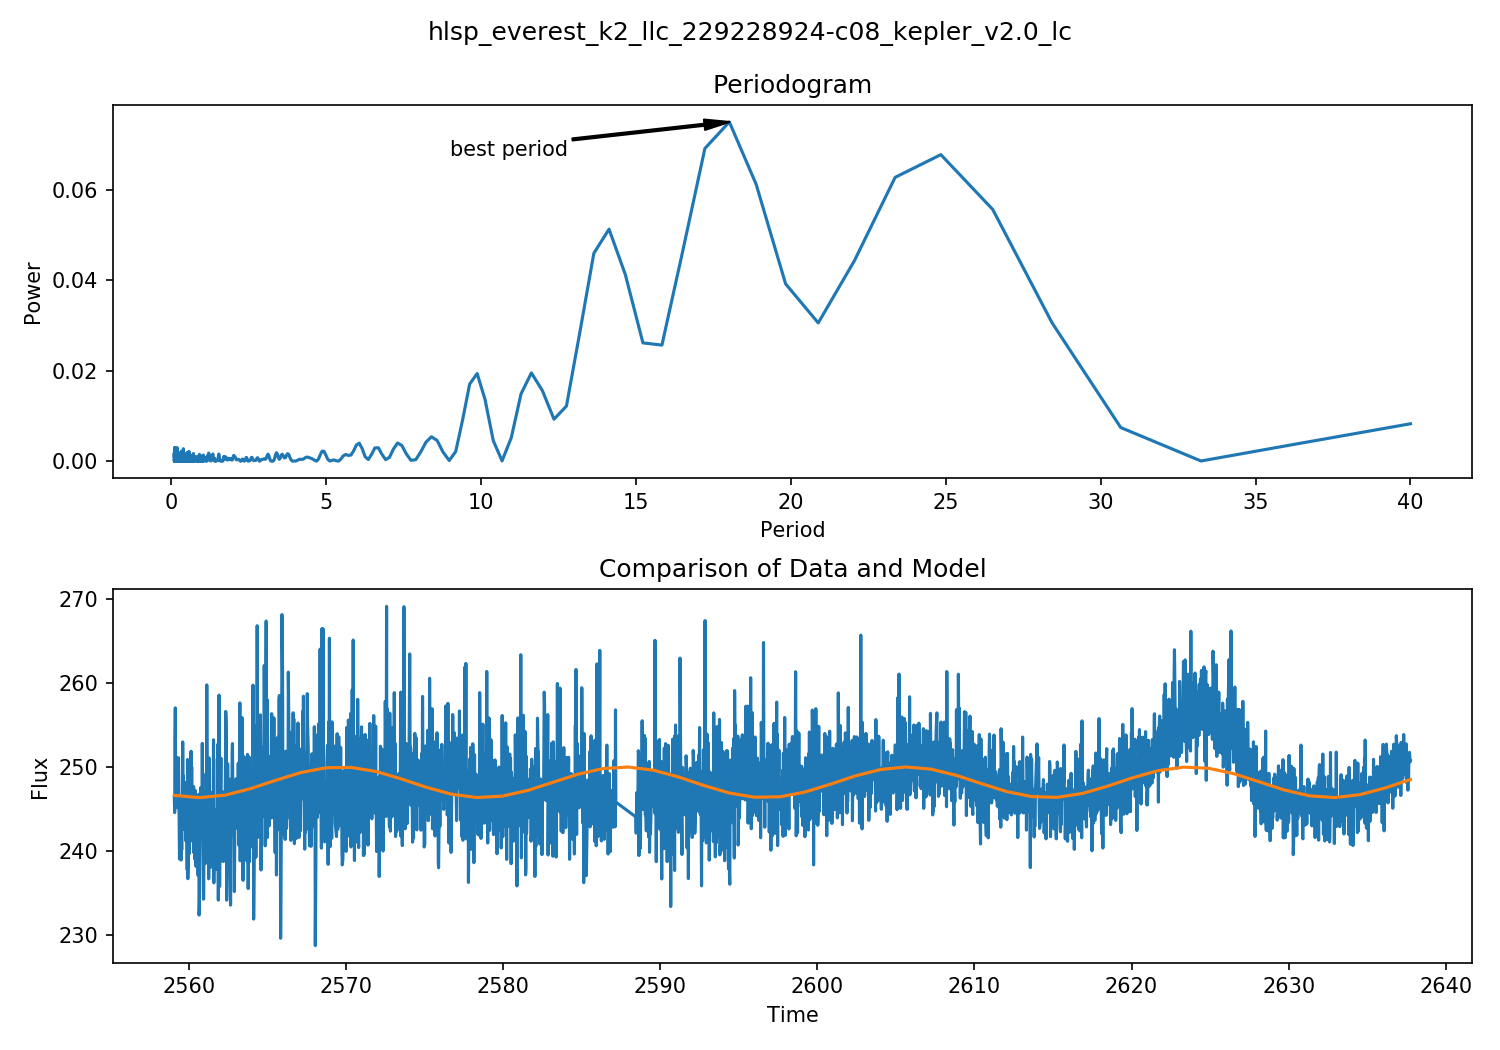 hlsp_everest_k2_llc_229228924-c08_kepler_v2.0_lc
Periodogram
best period
Power
0.06
0.04
0.02
0.00
0 5 10 15 20 25 30 35 40
Period
Comparison of Data and Model
Flux
270
260
250
240
230
2560 2570 2580 2590 2600 2610 2620 2630 2640
Time